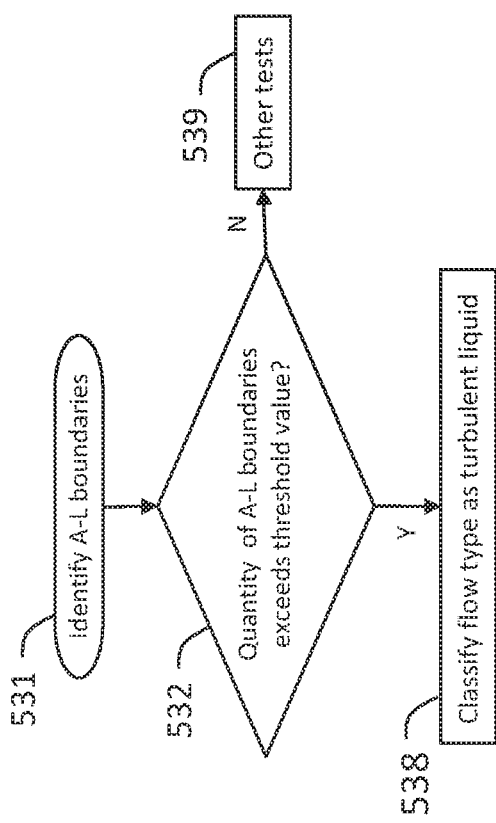 531
Identify A-L boundaries
532
Quantity of A-L boundaries
exceeds threshold value?
N
539
Other tests
Y
538
Classify flow type as turbulent liquid